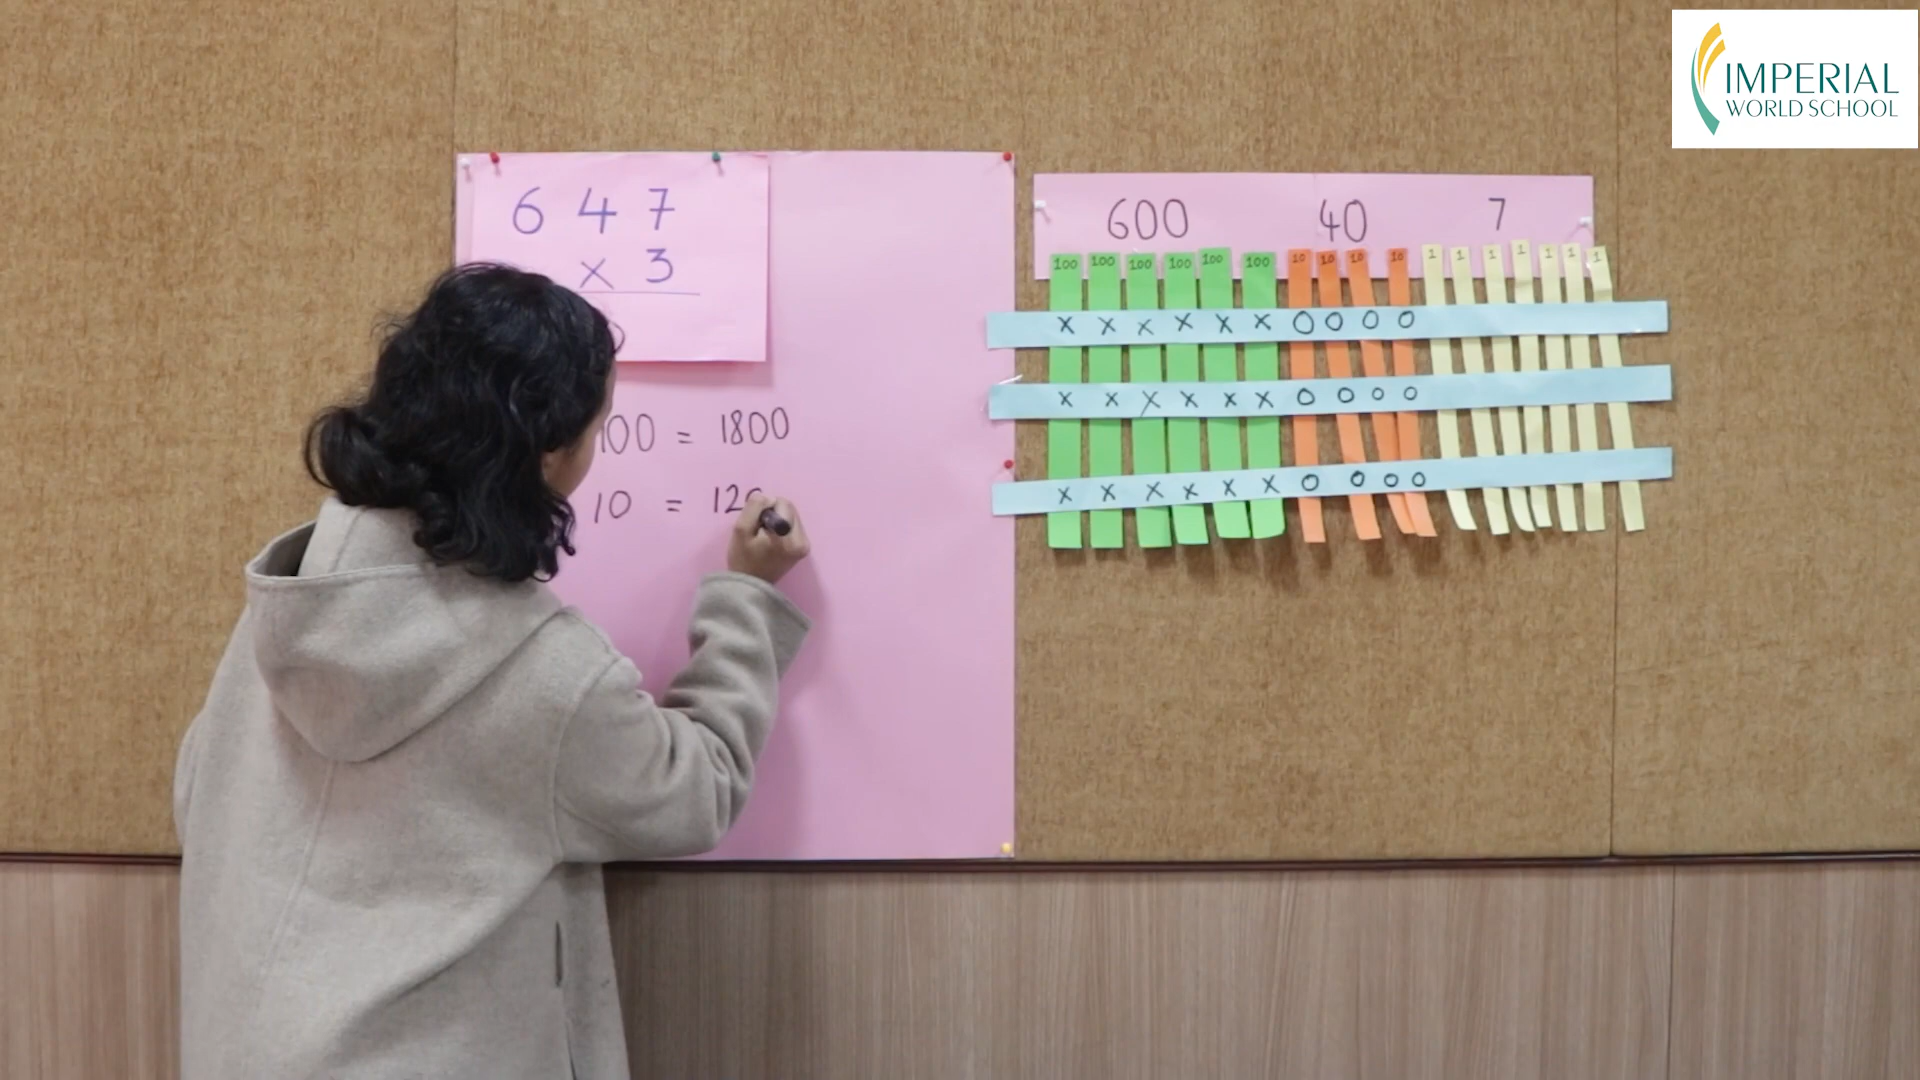 IMPERIAL
WORLD SCHOOL
6 4 7
x 3
100 = 1800
10 = 120
600 40 7
100 100 100 100 100 100 10 10 10 10 1 1 1 1 1 1 1
x x x x x x o o o o
x x x x x x o o o o
x x x x x x o o o o